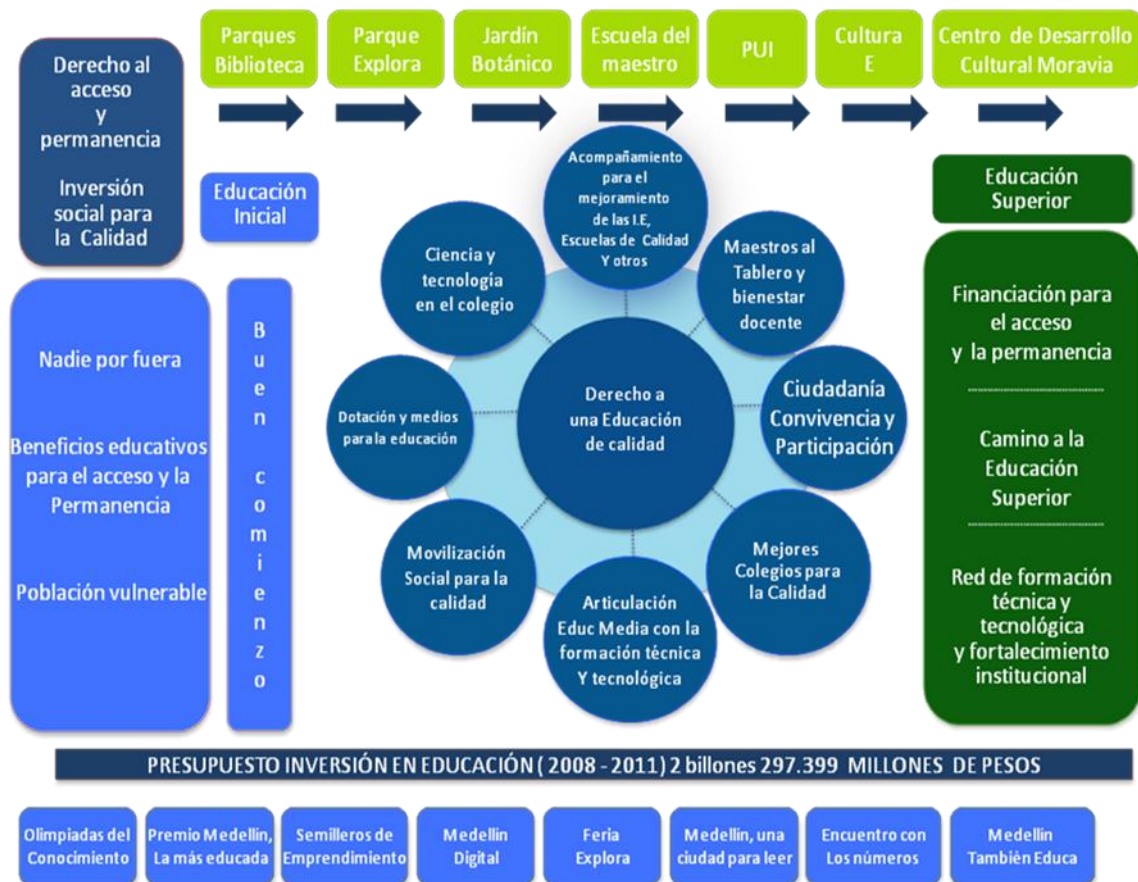 Derecho al
acceso
y
permanencia
Inversión
social para
la Calidad
Parques
Biblioteca
Parque
Explora
Jardín
Botánico
Escuela del
maestro
PUI
Cultura
E
Centro de Desarrollo
Cultural Moravia
Educación
Inicial
Educación
Superior
Nadie por fuera
Beneficios educativos
para el acceso y la
Permanencia
Población vulnerable
Buen comienzo
Acompañamiento
para el
mejoramiento
de las I.E,
Escuelas de Calidad
Y otros
Maestros al
Tablero y
bienestar
docente
Ciudadanía
Convivencia y
Participación
Mejores
Colegios para
la Calidad
Articulación
Educ Media con la
formación técnica
Y tecnológica
Movilización
Social para la
calidad
Dotación y medios
para la educación
Ciencia y
tecnología
en el colegio
Derecho a
una Educación
de calidad
Financiación para
el acceso
y la permanencia
Camino a la
Educación
Superior
Red de formación
técnica y
tecnológica
y fortalecimiento
institucional
PRESUPUESTO INVERSIÓN EN EDUCACIÓN ( 2008 - 2011) 2 billones 297.399 MILLONES DE PESOS
Olimpiadas del
Conocimiento
Premio Medellín,
La más educada
Semilleros de
Emprendimiento
Medellin
Digital
Feria
Explora
Medellin, una
ciudad para leer
Encuentro con
Los números
Medellin
También Educa